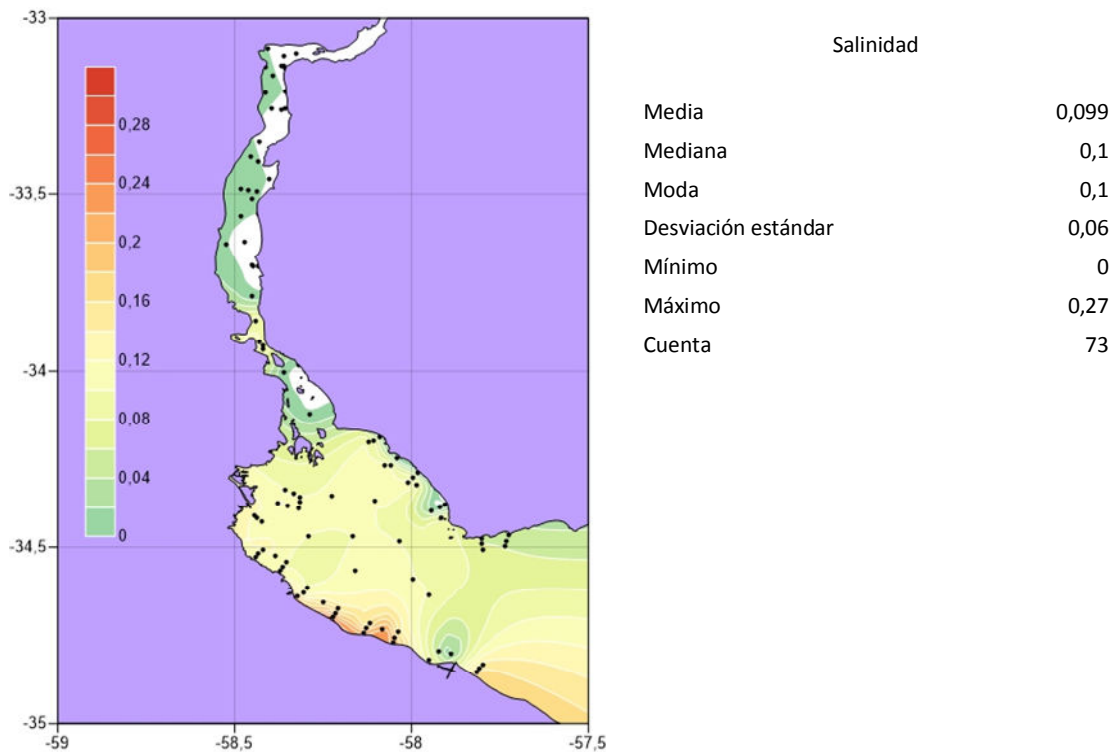 -33
-33,5
-34
-34,5
-35
-59
-58,5
-58
-57,5
0,28
0,24
0,2
0,16
0,12
0,08
0,04
0
Salinidad
Media 0,099
Mediana 0,1
Moda 0,1
Desviación estándar 0,06
Mínimo 0
Máximo 0,27
Cuenta 73